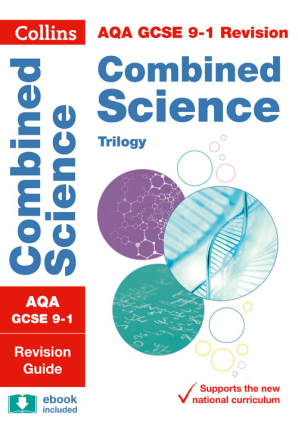 Collins
AQA GCSE 9-1 Revision
Combined
Science
Trilogy
Combined
Science
AQA
GCSE 9-1
Revision
Guide
ebook
included
Supports the new
national curriculum